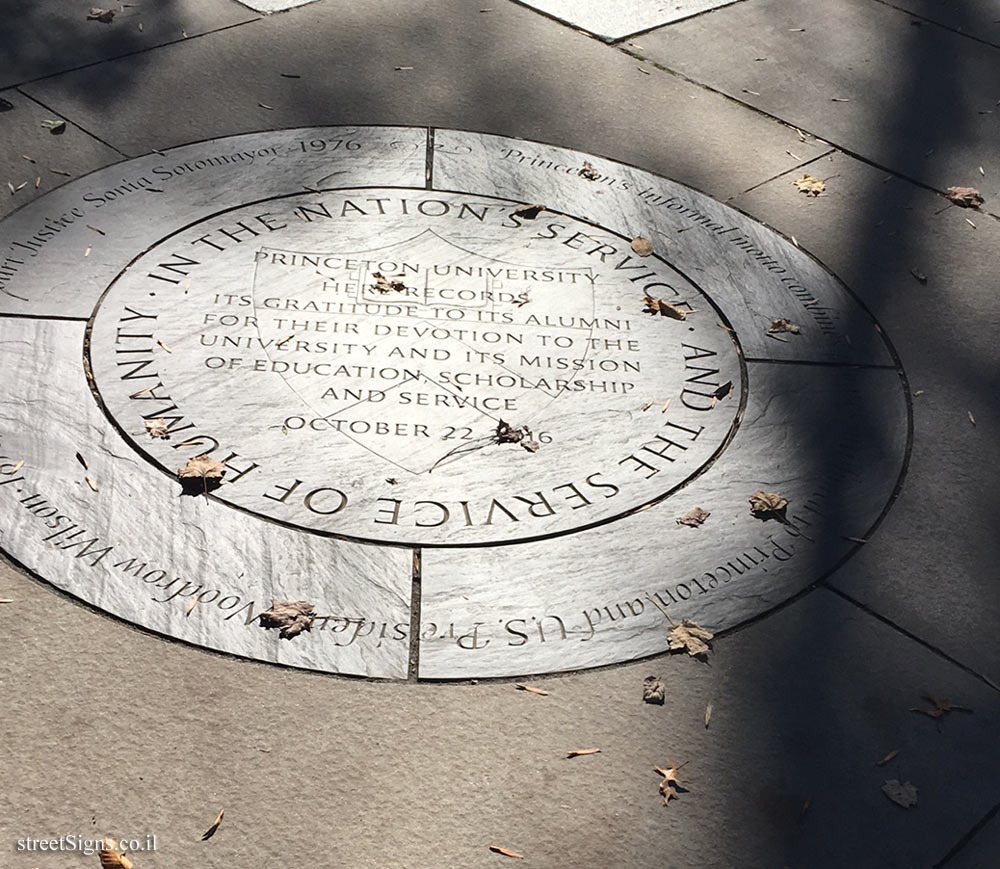 Justice Sonia Sotomayor, 1976
Princeton's informal motto combine
President Woodrow Wilson
Princeton and U.S.
IN THE NATION'S SERVICE AND THE SERVICE OF HUMANITY ·
PRINCETON UNIVERSITY
HERE RECORDS
ITS GRATITUDE TO ITS ALUMNI
FOR THEIR DEVOTION TO THE
UNIVERSITY AND ITS MISSION
OF EDUCATION, SCHOLARSHIP
AND SERVICE
OCTOBER 22
streetSigns.co.il